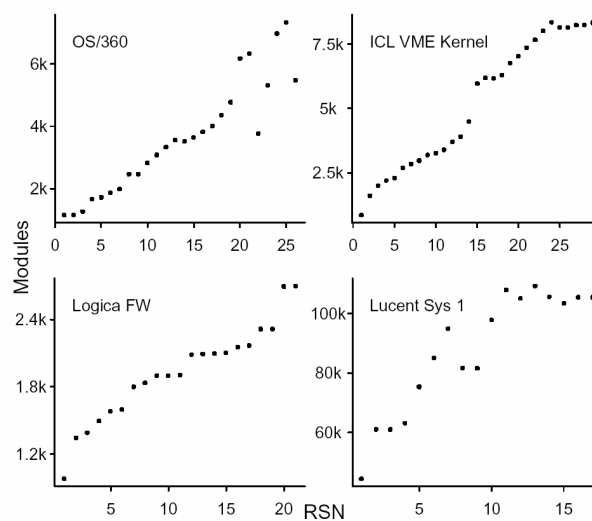 OS/360
6k
4k
2k
0 5 10 15 20 25
ICL VME Kernel
7.5k
5k
2.5k
0 5 10 15 20 25
Modules
Logica FW
2.4k
1.8k
1.2k
5 10 15 20
Lucent Sys 1
100k
80k
60k
5 10 15
RSN